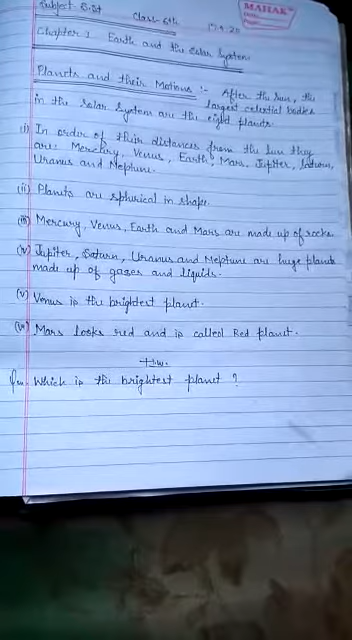 Subject S.St Class 6th 17.4.20
MAHAK
Date:
Page:
Chapter 1 Earth and the Solar System
Planets and their Motions :- After the Sun, the
largest celestial bodies
in the Solar System are the eight planets.
(i) In order of their distances from the Sun they
are: Mercury, Venus, Earth, Mars, Jupiter, Saturn,
Uranus and Neptune.
(ii) Planets are spherical in shape.
(iii) Mercury, Venus, Earth and Mars are made up of rocks.
(iv) Jupiter, Saturn, Uranus and Neptune are huge planets
made up of gases and liquids.
(v) Venus is the brightest planet.
(vi) Mars looks red and is called Red planet.
H.W.
Which is the brightest planet ?